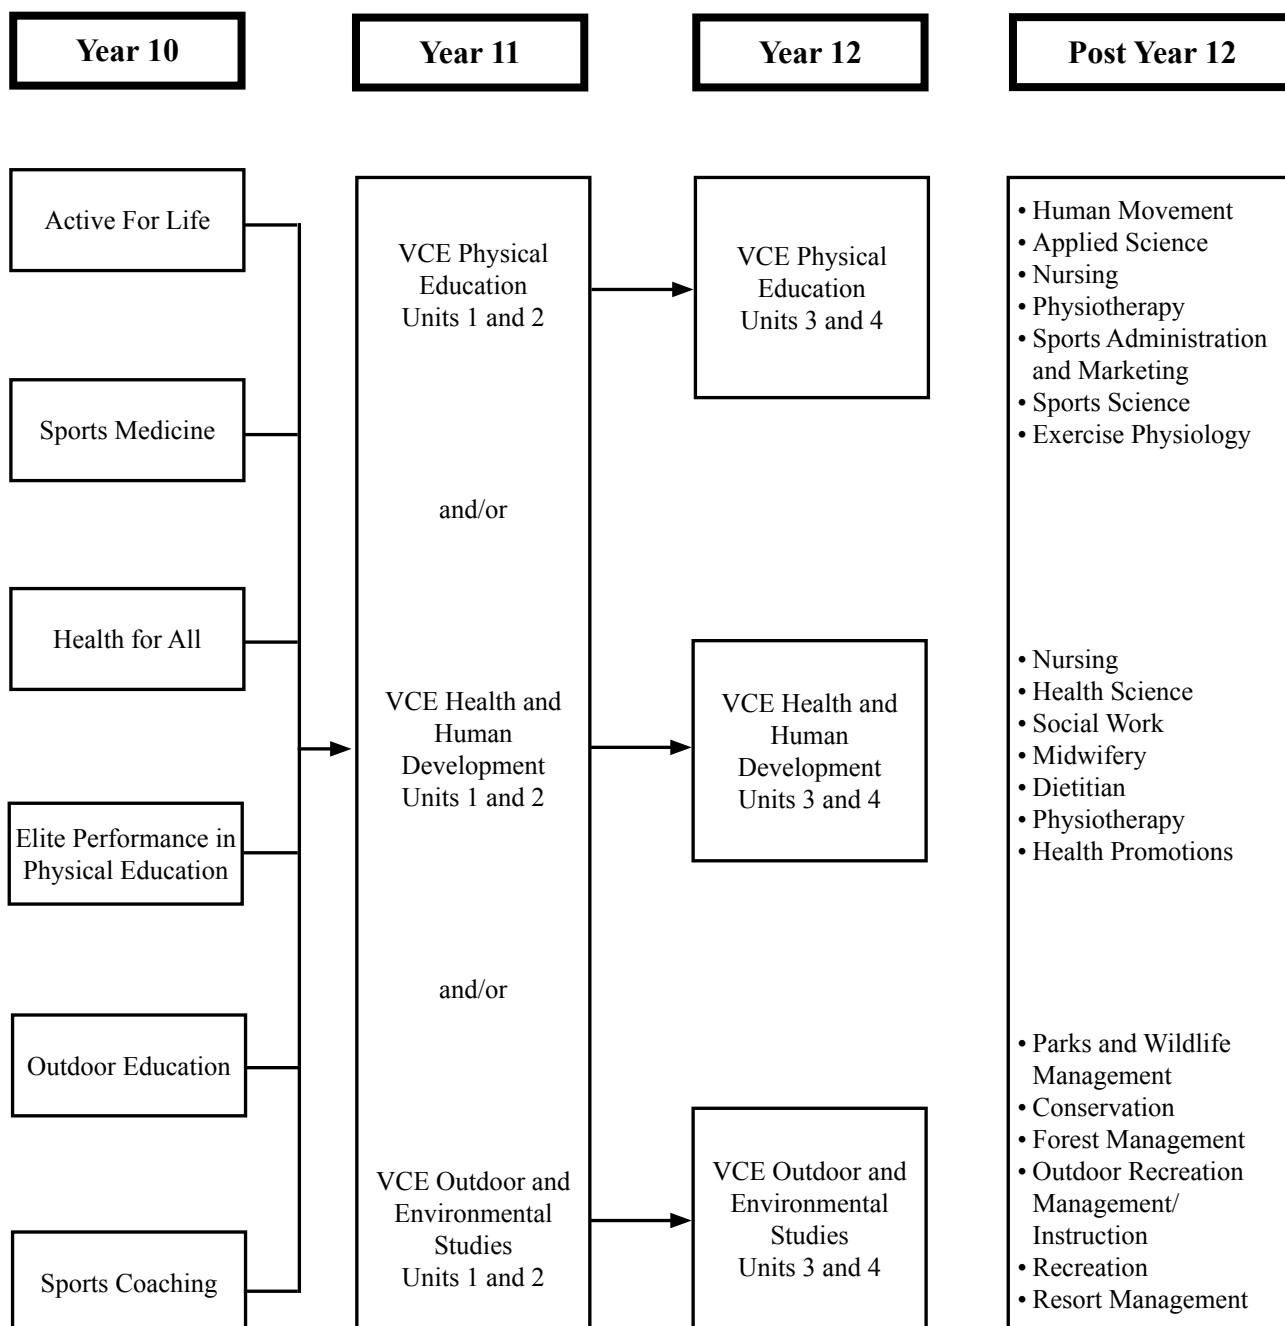 Year 10
Year 11
Year 12
Post Year 12
Active For Life
Sports Medicine
Health for All
Elite Performance in
Physical Education
Outdoor Education
Sports Coaching
VCE Physical
Education
Units 1 and 2
and/or
VCE Health and
Human
Development
Units 1 and 2
and/or
VCE Outdoor and
Environmental
Studies
Units 1 and 2
VCE Physical
Education
Units 3 and 4
VCE Health and
Human
Development
Units 3 and 4
VCE Outdoor and
Environmental
Studies
Units 3 and 4
• Human Movement
• Applied Science
• Nursing
• Physiotherapy
• Sports Administration
and Marketing
• Sports Science
• Exercise Physiology
• Nursing
• Health Science
• Social Work
• Midwifery
• Dietitian
• Physiotherapy
• Health Promotions
• Parks and Wildlife
Management
• Conservation
• Forest Management
• Outdoor Recreation
Management/
Instruction
• Recreation
• Resort Management